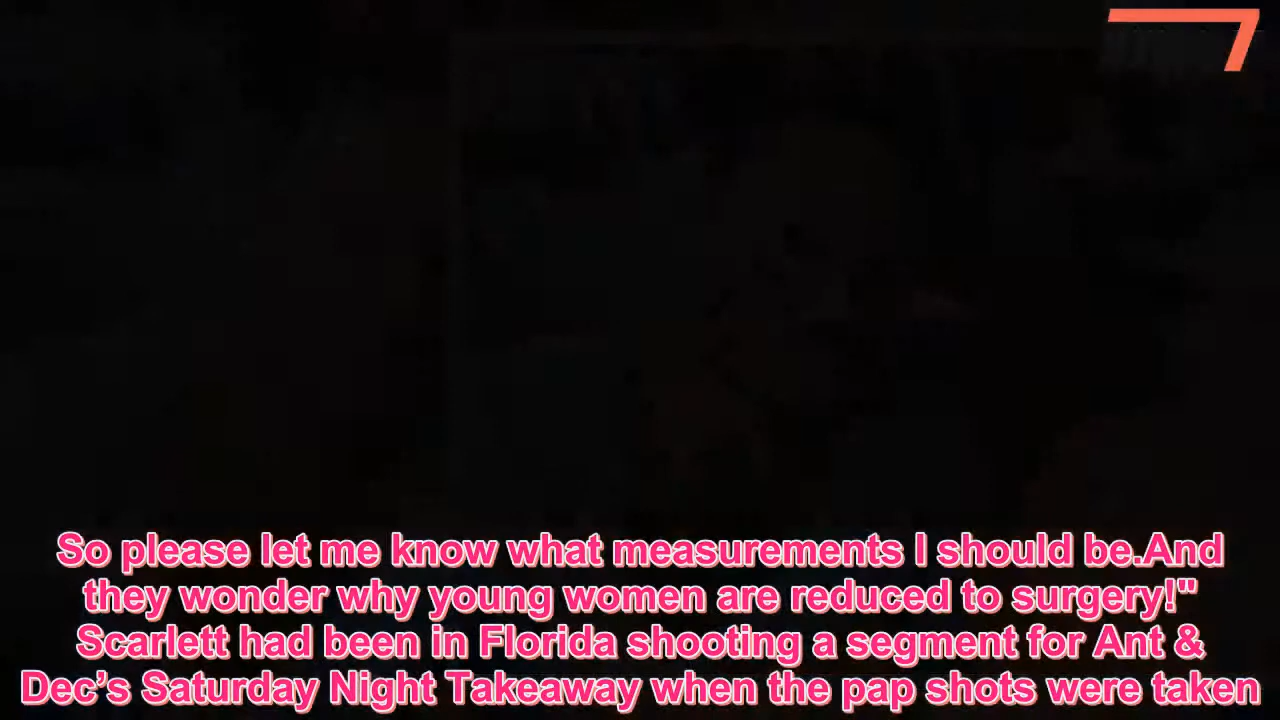 So please let me know what measurements I should be.And
they wonder why young women are reduced to surgery!"
Scarlett had been in Florida shooting a segment for Ant &
Dec’s Saturday Night Takeaway when the pap shots were taken